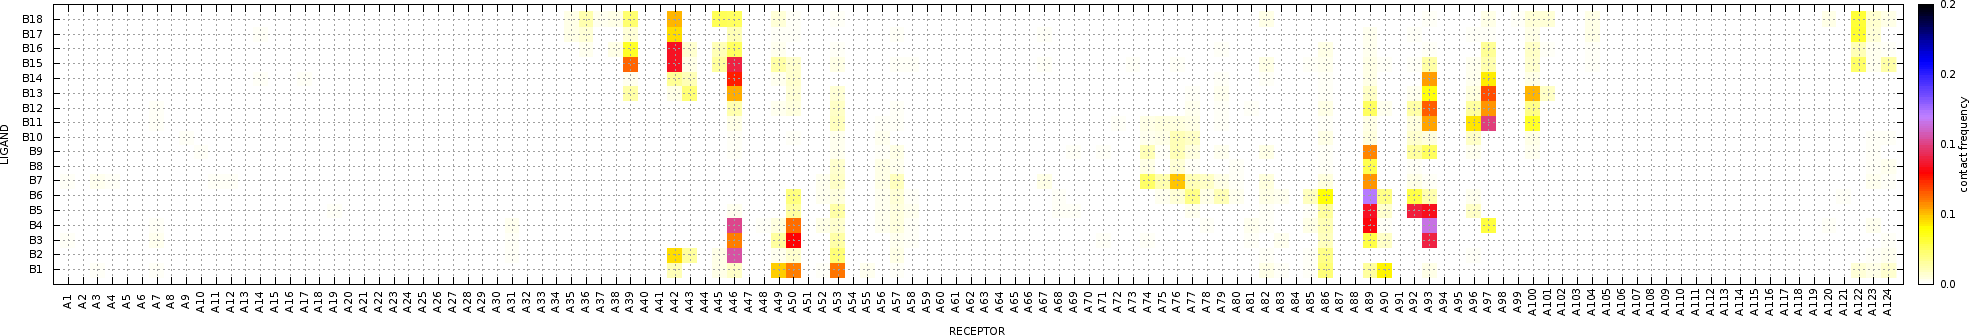 B18
B17
B16
B15
B14
B13
B12
B11
B10
B9
B8
B7
B6
B5
B4
B3
B2
B1
LIGAND
A1 A2 A3 A4 A5 A6 A7 A8 A9 A10 A11 A12 A13 A14 A15 A16 A17 A18 A19 A20 A21 A22 A23 A24 A25 A26 A27 A28 A29 A30 A31 A32 A33 A34 A35 A36 A37 A38 A39 A40 A41 A42 A43 A44 A45 A46 A47 A48 A49 A50 A51 A52 A53 A54 A55 A56 A57 A58 A59 A60 A61 A62 A63 A64 A65 A66 A67 A68 A69 A70 A71 A72 A73 A74 A75 A76 A77 A78 A79 A80 A81 A82 A83 A84 A85 A86 A87 A88 A89 A90 A91 A92 A93 A94 A95 A96 A97 A98 A99 A100 A101 A102 A103 A104 A105 A106 A107 A108 A109 A110 A111 A112 A113 A114 A115 A116 A117 A118 A119 A120 A121 A122 A123 A124
RECEPTOR
0.2
0.2
0.1
0.1
0.0
contact frequency